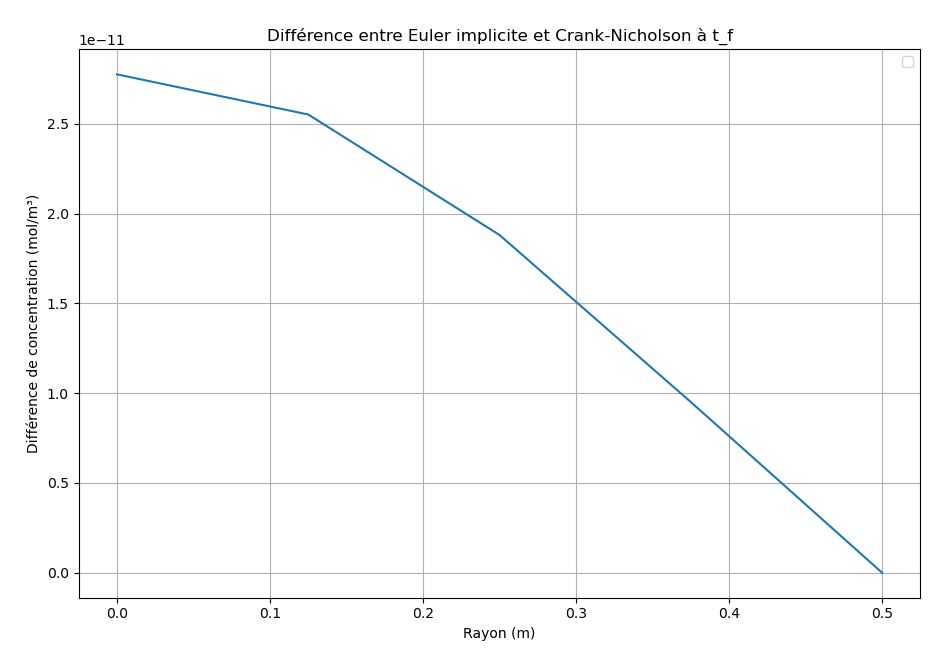 Différence entre Euler implicite et Crank-Nicholson à t_f
1e−11
2.5
2.0
1.5
1.0
0.5
0.0
Différence de concentration (mol/m³)
0.0 0.1 0.2 0.3 0.4 0.5
Rayon (m)